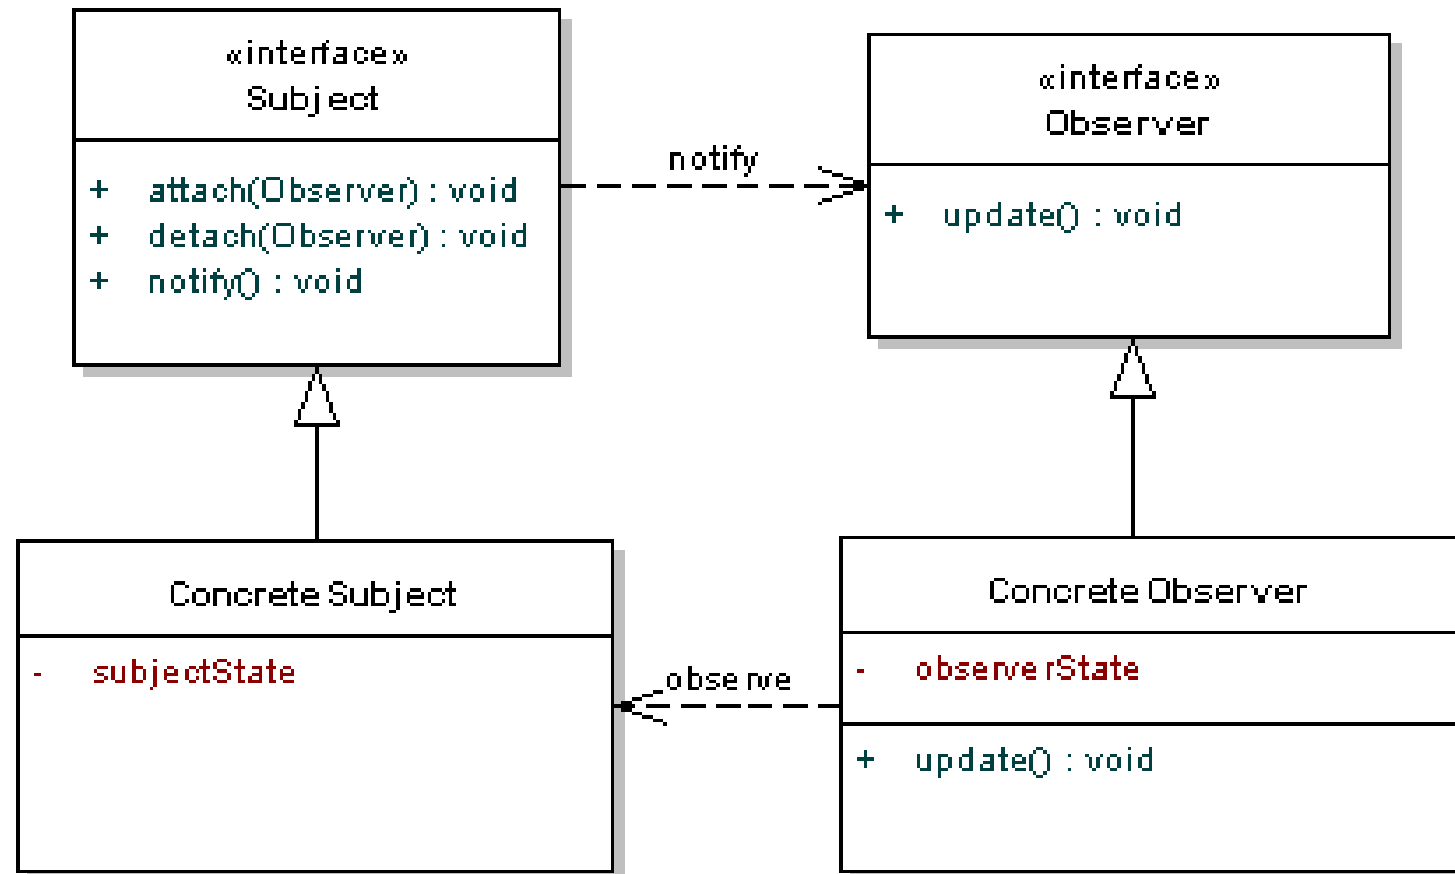 «interface»
Subject
+ attach(Observer) : void
+ detach(Observer) : void
+ notify() : void
notify
«interface»
Observer
+ update() : void
Concrete Subject
- subjectState
observe
Concrete Observer
- observerState
+ update() : void